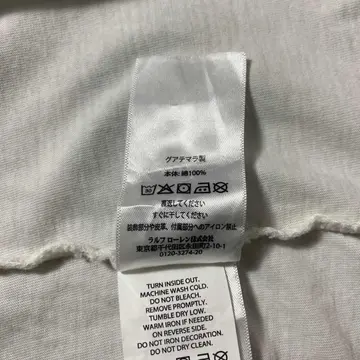 グアテマラ製
本体: 綿100%
裏返してください
すぐに干してください
装飾部分や皮革、付属部分へのアイロン禁止
ラルフ ローレン株式会社
東京都千代田区永田町2-10-1
0120-3274-20
TURN INSIDE OUT.
MACHINE WASH COLD.
DO NOT BLEACH.
REMOVE PROMPTLY.
TUMBLE DRY LOW.
WARM IRON IF NEEDED
ON REVERSE SIDE.
DO NOT IRON DECORATION.
DO NOT DRY CLEAN.